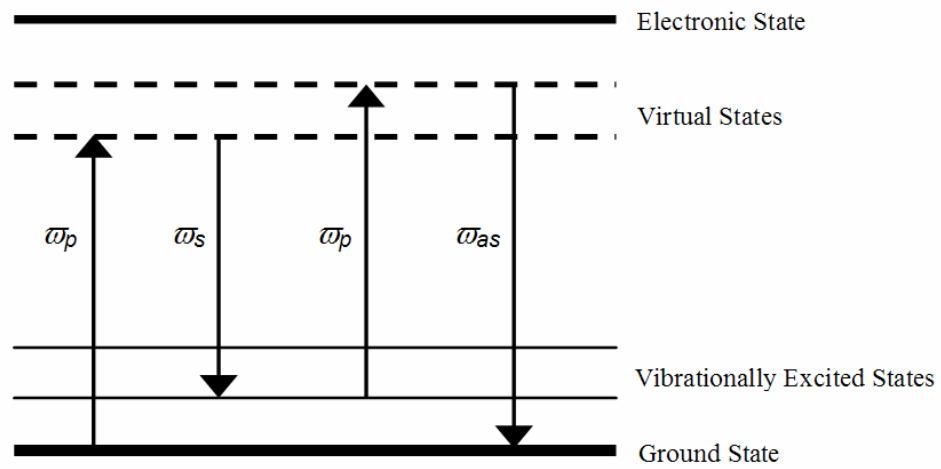 Electronic State
Virtual States
ϖp ϖs ϖp ϖas
Vibrationally Excited States
Ground State